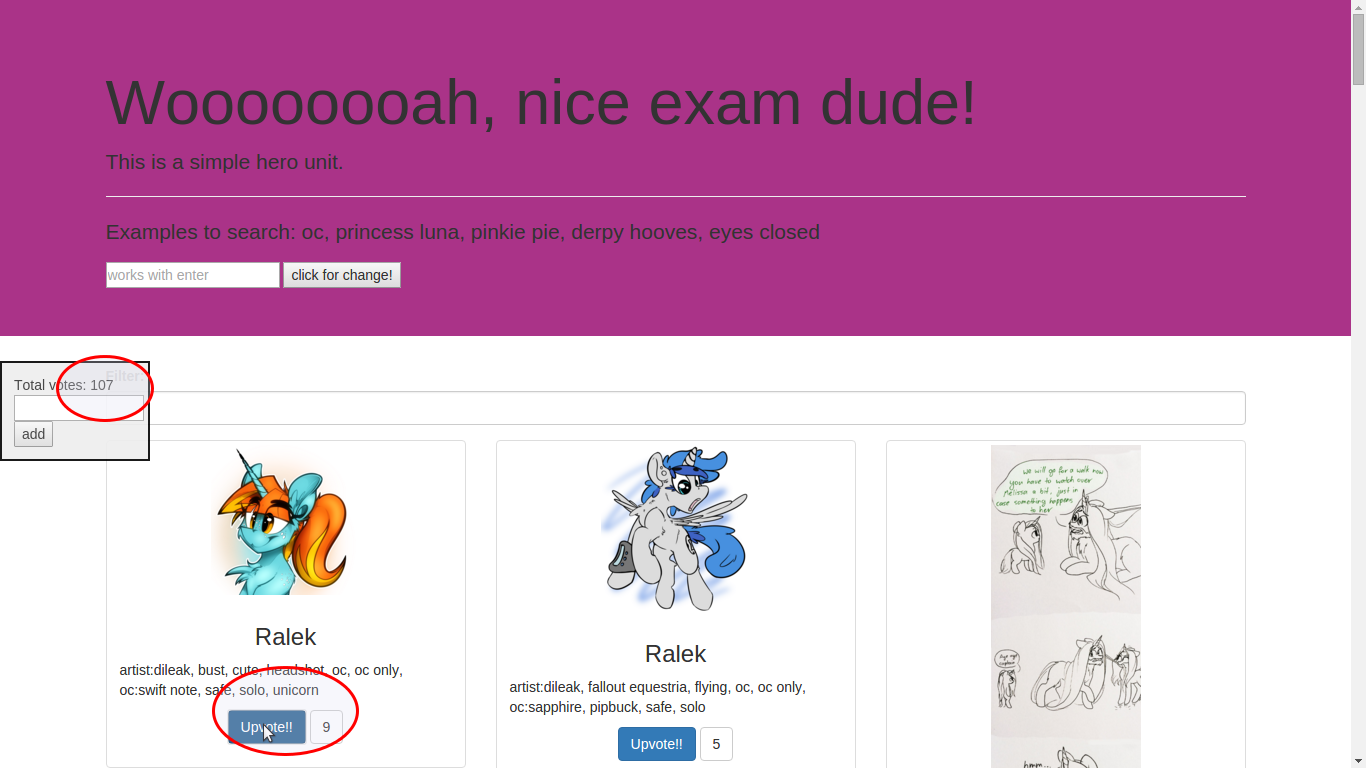 Wooooooooah, nice exam dude!
This is a simple hero unit.
Examples to search: oc, princess luna, pinkie pie, derpy hooves, eyes closed
works with enter
click for change!
Filter:
Total votes: 107
add
Ralek
artist:dileak, bust, cute, headshot, oc, oc only,
oc:swift note, safe, solo, unicorn
Upvote!!
9
Ralek
artist:dileak, fallout equestria, flying, oc, oc only,
oc:sapphire, pipbuck, safe, solo
Upvote!!
5
we will go for a walk now
you have to watch over
Melissa a bit, just in
case something happens
to her
hmm...